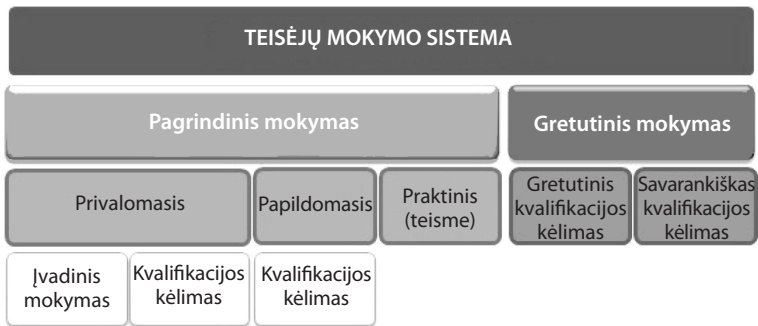 TEISĖJŲ MOKYMO SISTEMA
Pagrindinis mokymas
Gretutinis mokymas
Privalomasis
Papildomasis
Praktinis
(teisme)
Gretutinis
kvalifikacijos
kėlimas
Savarankiškas
kvalifikacijos
kėlimas
Įvadinis
mokymas
Kvalifikacijos
kėlimas
Kvalifikacijos
kėlimas